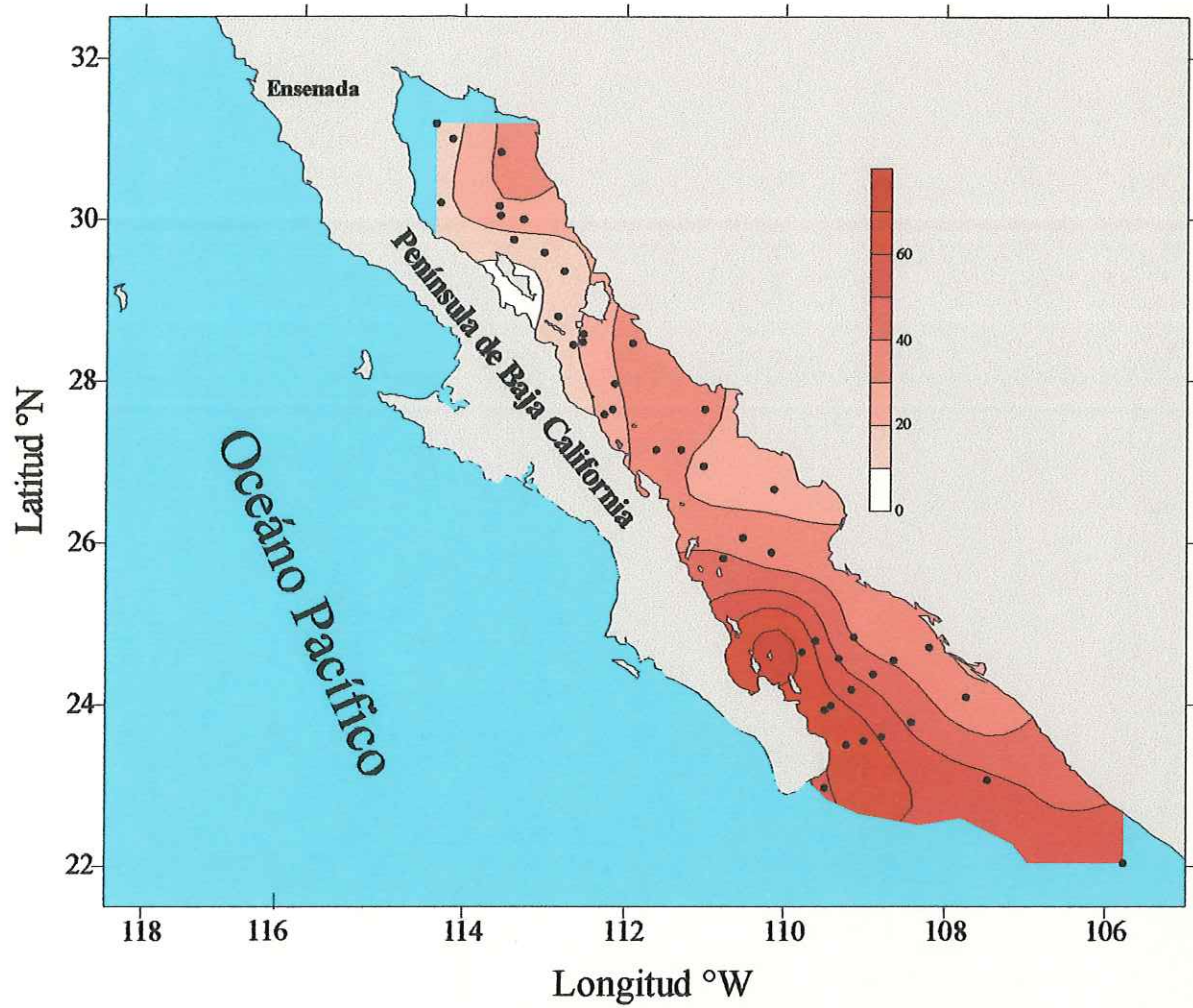 32
Ensenada
30
60
Península de Baja California
40
28
20
Latitud °N
0
Océano Pacífico
26
24
22
118 116 114 112 110 108 106
Longitud °W